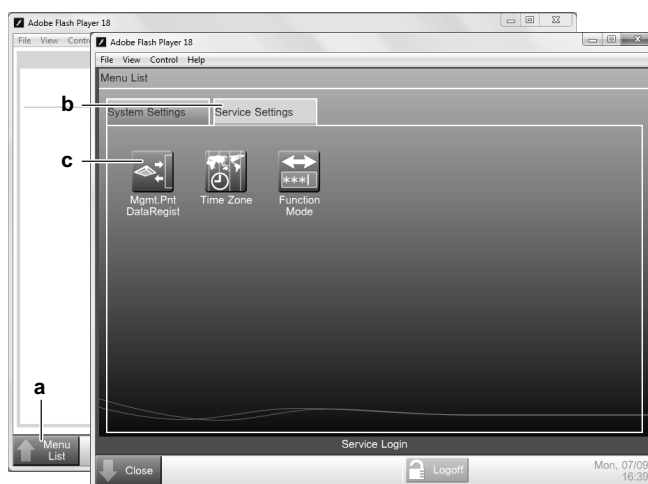 Adobe Flash Player 18
File View Contr
Adobe Flash Player 18
File View Control Help
Menu List
b
System Settings
Service Settings
c
Mgmt.Pnt
DataRegist
Time Zone
***|
Function
Mode
a
Menu
List
Service Login
Close
Logoff
Mon, 07/09
16:39